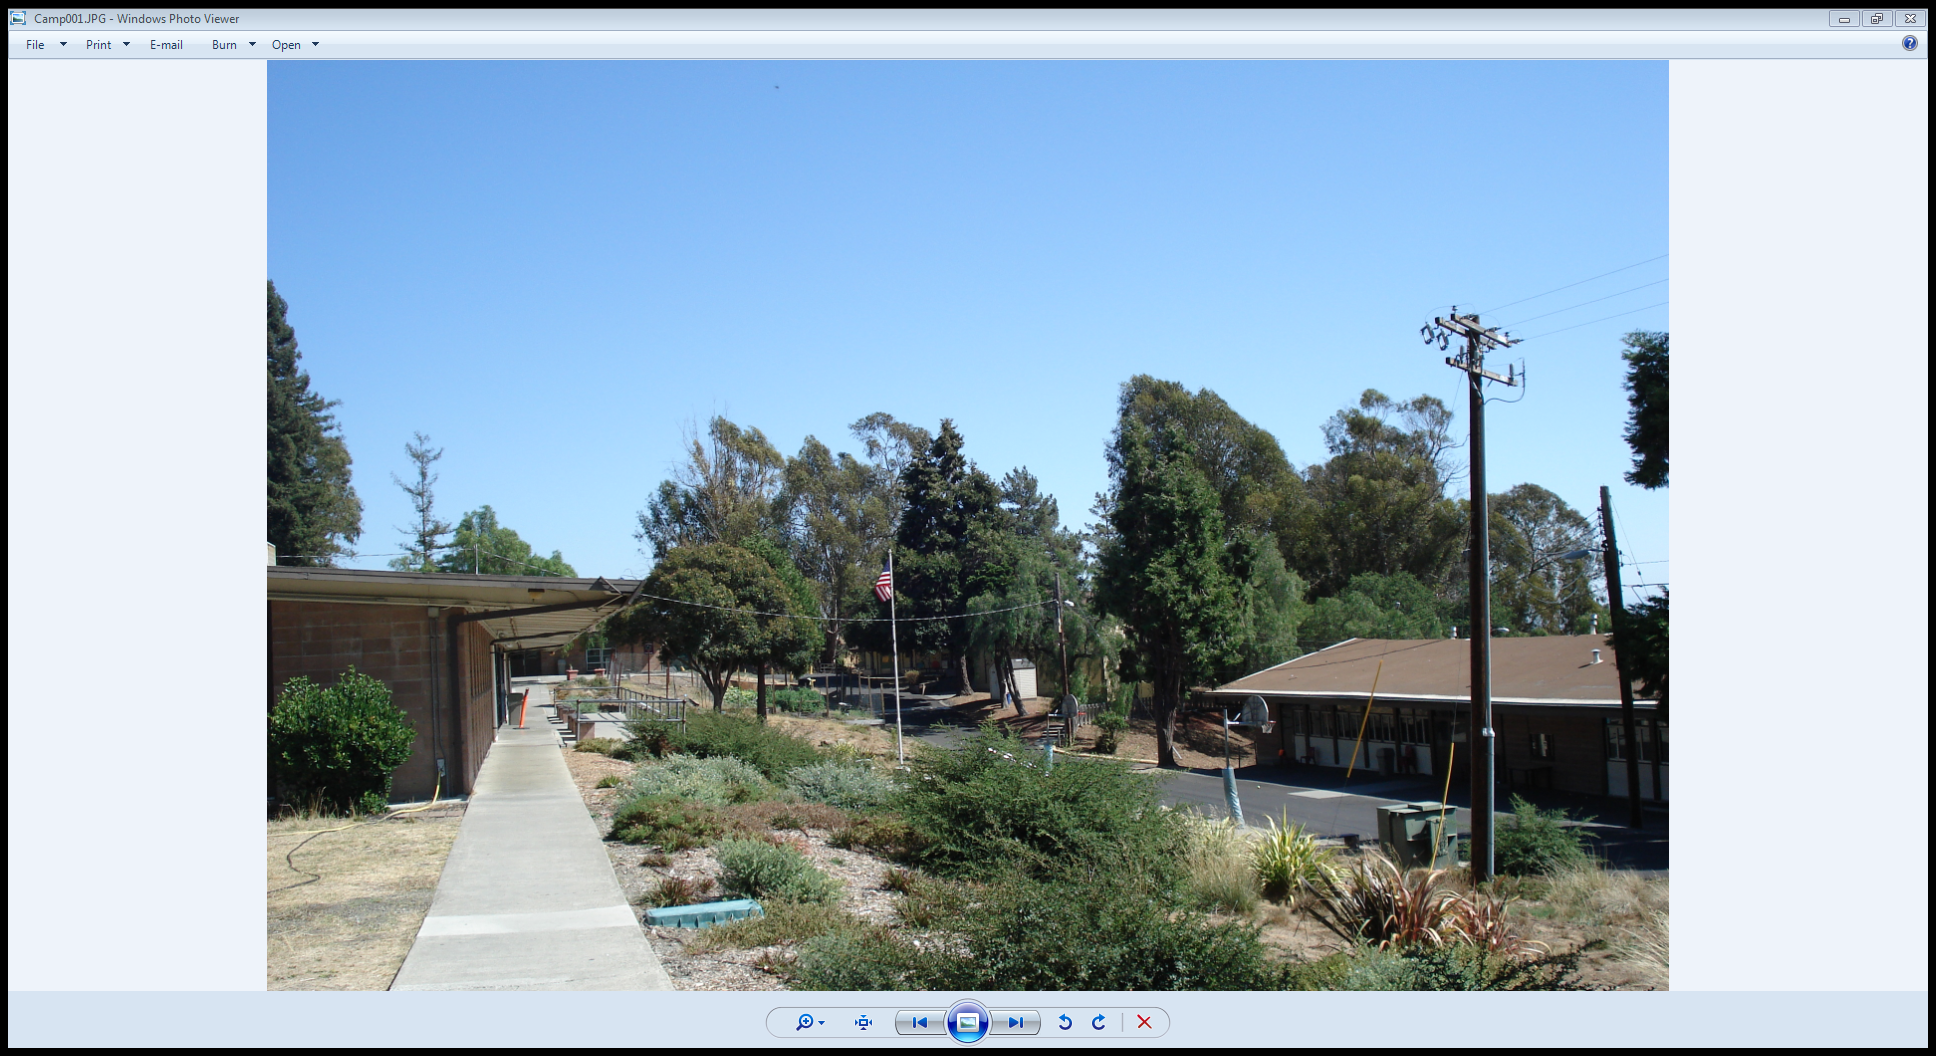 Camp001.JPG - Windows Photo Viewer
File Print E-mail Burn Open